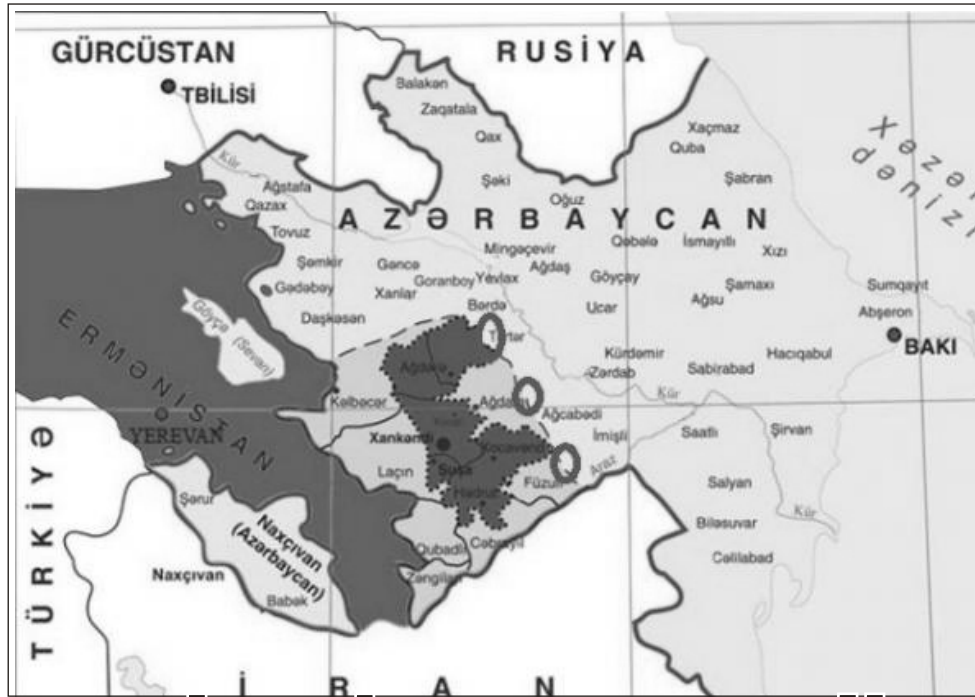 GÜRCÜSTAN
RUSİYA
TBİLİSİ
Balakən
Zaqatala
Qax
Xaçmaz
Quba
Xəzər
dənizi
Kür
Şəki
Şabran
Ağstafa
Oğuz
Qazax
AZƏRBAYCAN
Tovuz
Mingəçevir
Qəbələ
İsmayıllı
Xızı
Şəmkir
Gəncə
Goranboy
Yevlax
Ağdaş
Göyçay
Gədəbəy
Xanlar
Şamaxı
Sumqayıt
Bərdə
Ucar
Ağsu
Abşeron
Göyçə
(Sevan)
Daşkəsən
Tərtər
BAKI
Kürdəmir
Hacıqabul
Zərdab
Sabirabad
ERMƏNİSTAN
Kəlbəcər
Ağdam
Ağcabədi
Kür
YEREVAN
Xankəndi
İmişli
Saatlı
Şirvan
Xocavənd
Laçın
Şuşa
Araz
Füzuli
Salyan
Hadrut
Kür
Şərur
Biləsuvar
Naxçıvan
(Azərbaycan)
Qubadlı
Cəbrayıl
Cəlilabad
Naxçıvan
Zəngilan
Babək
TÜRKİYƏ
İRAN